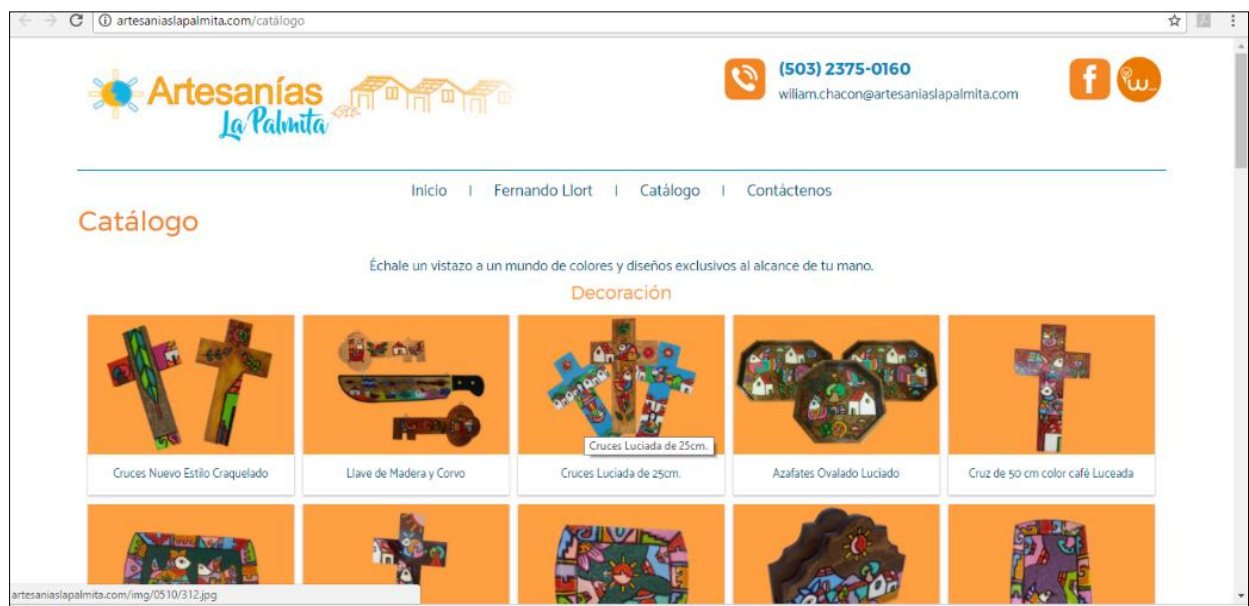 artesaniaslapalmita.com/catálogo
Artesanías
La Palmita
(503) 2375-0160
wiliam.chacon@artesaniaslapalmita.com
f
w
Inicio | Fernando Llort | Catálogo | Contáctenos
Catálogo
Échale un vistazo a un mundo de colores y diseños exclusivos al alcance de tu mano.
Decoración
Cruces Luciada de 25cm.
Cruces Nuevo Estilo Craquelado
Llave de Madera y Corvo
Cruces Luciada de 25cm.
Azafates Ovalado Luciado
Cruz de 50 cm color café Luceada
artesaniaslapalmita.com/img/0510/312.jpg